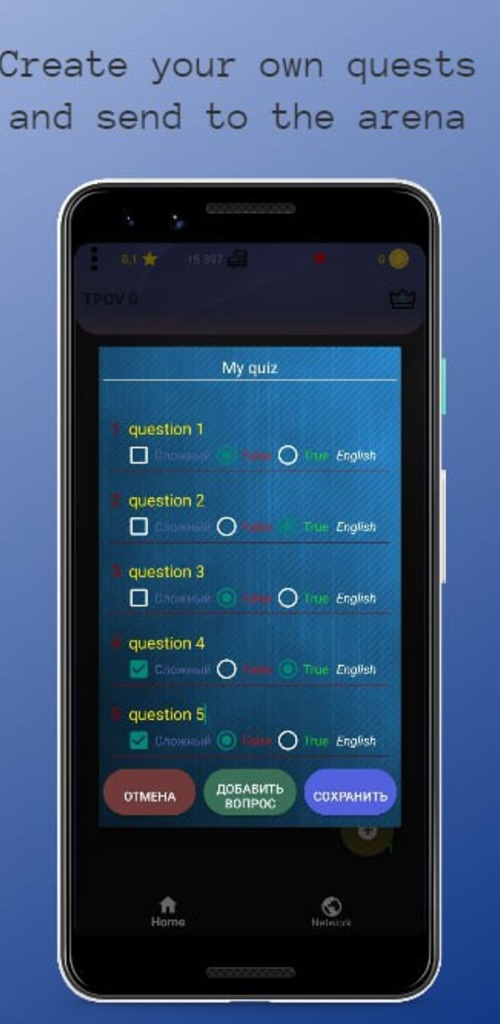 Create your own quests
and send to the arena
0,1 15 397 0
TPOV 0
My quiz
1 question 1
Сложный False True English
2 question 2
Сложный True English
3 question 3
Сложный False True English
4 question 4
Сложный False True English
5 question 5
Сложный False True English
ОТМЕНА
ДОБАВИТЬ
ВОПРОС
СОХРАНИТЬ
Home Network